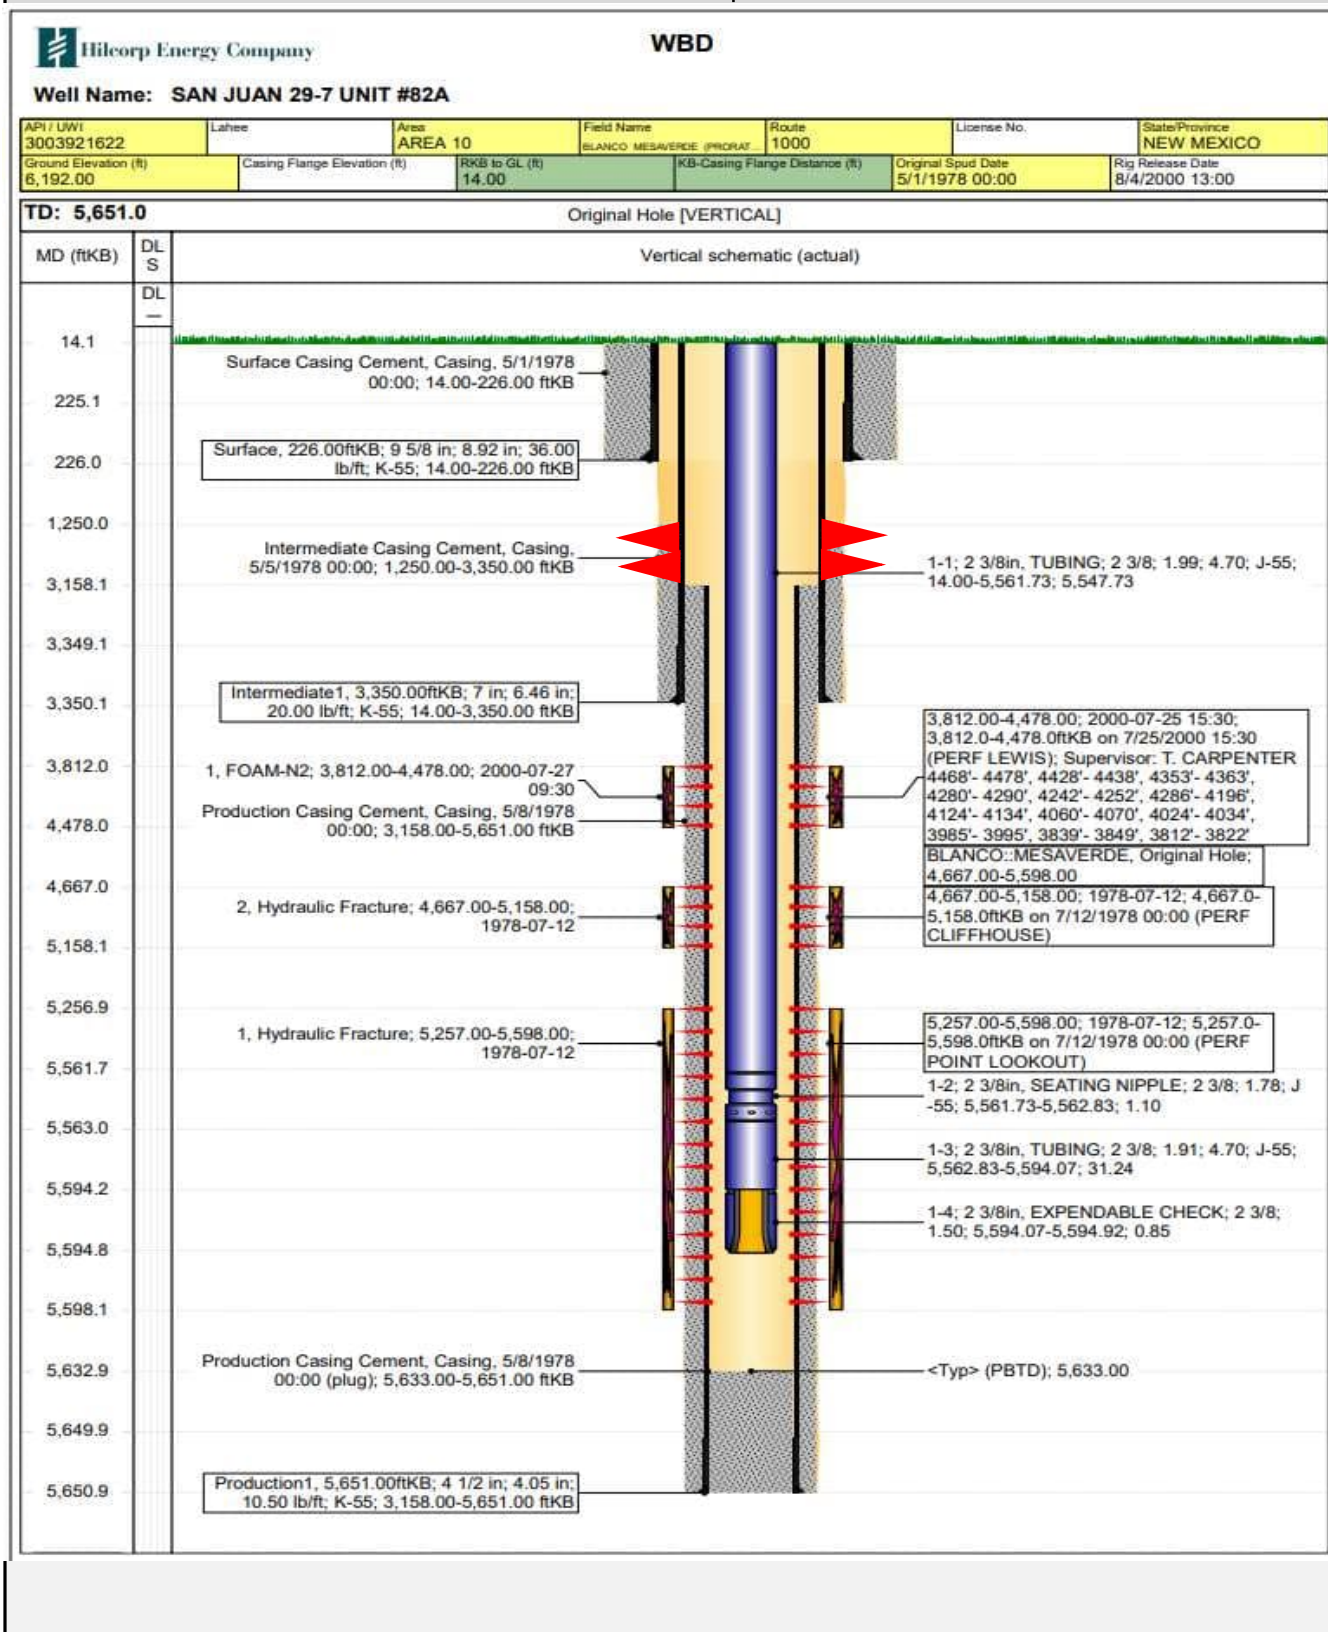 Hilcorp Energy Company
WBD
Well Name: SAN JUAN 29-7 UNIT #82A
API / UWI
3003921622
Lahee
Area
AREA 10
Field Name
BLANCO MESAVERDE (PRORAT...
Route
1000
License No.
State/Province
NEW MEXICO
Ground Elevation (ft)
6,192.00
Casing Flange Elevation (ft)
RKB to GL (ft)
14.00
KB-Casing Flange Distance (ft)
Original Spud Date
5/1/1978 00:00
Rig Release Date
8/4/2000 13:00
TD: 5,651.0
Original Hole [VERTICAL]
MD (ftKB)
DL
S
Vertical schematic (actual)
DL
—
14.1
225.1
226.0
1,250.0
3,158.1
3,349.1
3,350.1
3,812.0
4,478.0
4,667.0
5,158.1
5,256.9
5,561.7
5,563.0
5,594.2
5,594.8
5,598.1
5,632.9
5,649.9
5,650.9
Surface Casing Cement, Casing, 5/1/1978
00:00; 14.00-226.00 ftKB
Surface, 226.00ftKB; 9 5/8 in; 8.92 in; 36.00
lb/ft; K-55; 14.00-226.00 ftKB
Intermediate Casing Cement, Casing,
5/5/1978 00:00; 1,250.00-3,350.00 ftKB
Intermediate1, 3,350.00ftKB; 7 in; 6.46 in;
20.00 lb/ft; K-55; 14.00-3,350.00 ftKB
1, FOAM-N2; 3,812.00-4,478.00; 2000-07-27
09:30
Production Casing Cement, Casing, 5/8/1978
00:00; 3,158.00-5,651.00 ftKB
2, Hydraulic Fracture; 4,667.00-5,158.00;
1978-07-12
1, Hydraulic Fracture; 5,257.00-5,598.00;
1978-07-12
Production Casing Cement, Casing, 5/8/1978
00:00 (plug); 5,633.00-5,651.00 ftKB
Production1, 5,651.00ftKB; 4 1/2 in; 4.05 in;
10.50 lb/ft; K-55; 3,158.00-5,651.00 ftKB
1-1; 2 3/8in, TUBING; 2 3/8; 1.99; 4.70; J-55;
14.00-5,561.73; 5,547.73
3,812.00-4,478.00; 2000-07-25 15:30;
3,812.0-4,478.0ftKB on 7/25/2000 15:30
(PERF LEWIS); Supervisor: T. CARPENTER
4468'- 4478', 4428'- 4438', 4353'- 4363',
4280'- 4290', 4242'- 4252', 4286'- 4196',
4124'- 4134', 4060'- 4070', 4024'- 4034',
3985'- 3995', 3839'- 3849', 3812'- 3822'
BLANCO::MESAVERDE, Original Hole;
4,667.00-5,598.00
4,667.00-5,158.00; 1978-07-12; 4,667.0-
5,158.0ftKB on 7/12/1978 00:00 (PERF
CLIFFHOUSE)
5,257.00-5,598.00; 1978-07-12; 5,257.0-
5,598.0ftKB on 7/12/1978 00:00 (PERF
POINT LOOKOUT)
1-2; 2 3/8in, SEATING NIPPLE; 2 3/8; 1.78; J
-55; 5,561.73-5,562.83; 1.10
1-3; 2 3/8in, TUBING; 2 3/8; 1.91; 4.70; J-55;
5,562.83-5,594.07; 31.24
1-4; 2 3/8in, EXPENDABLE CHECK; 2 3/8;
1.50; 5,594.07-5,594.92; 0.85
<Typ> (PBTD); 5,633.00